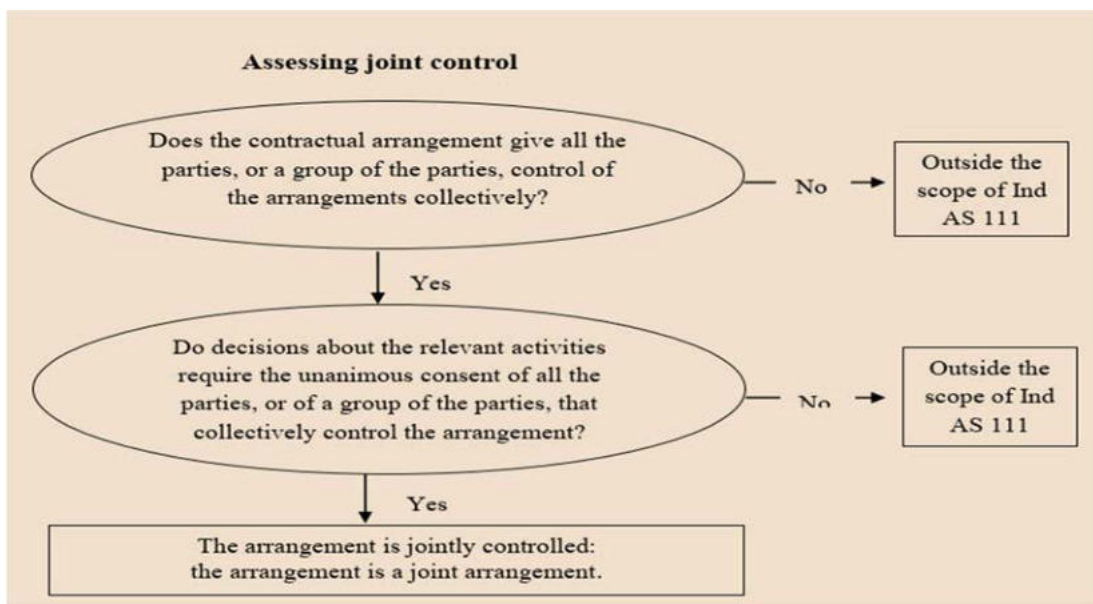 Assessing joint control
Does the contractual arrangement give all the
parties, or a group of the parties, control of
the arrangements collectively?
No
Outside the
scope of Ind
AS 111
Yes
Do decisions about the relevant activities
require the unanimous consent of all the
parties, or of a group of the parties, that
collectively control the arrangement?
No
Outside the
scope of Ind
AS 111
Yes
The arrangement is jointly controlled:
the arrangement is a joint arrangement.